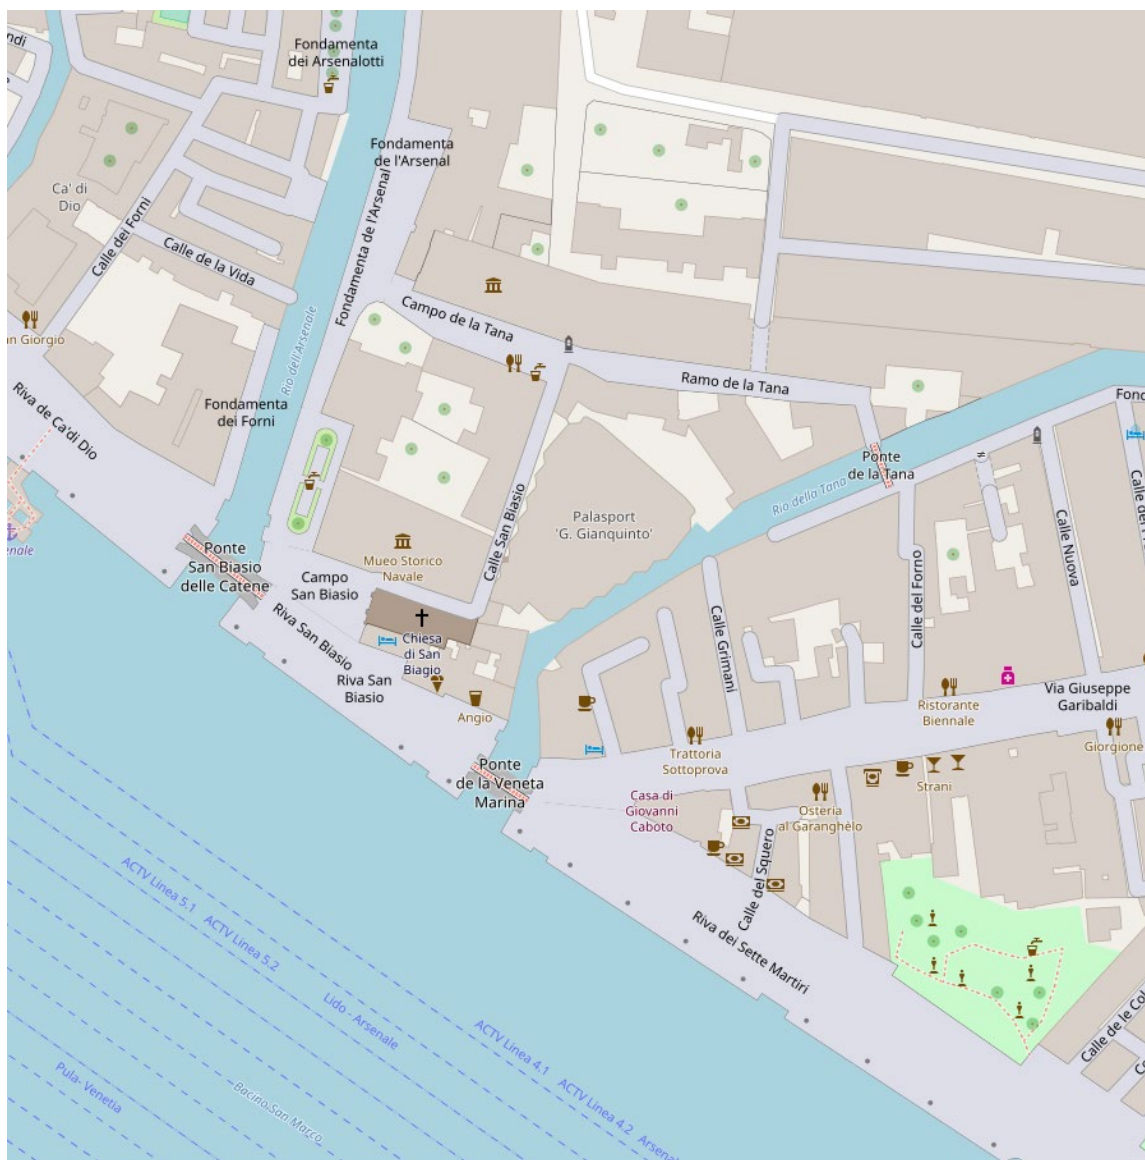 ndi
Fondamenta
dei Arsenalotti
Fondamenta
de l'Arsenal
Ca' di
Dio
Calle dei Forni
Calle de la Vida
Fondamenta de l'Arsenal
Rio dell'Arsenale
Campo de la Tana
an Giorgio
Ramo de la Tana
Fond
Riva de Ca'di Dio
Fondamenta
dei Forni
Ponte
de la Tana
Rio della Tana
Calle San Biasio
Palasport
'G. Gianquinto'
Calle Nuova
Calle del Forno
enale
Ponte
San Biasio
delle Catene
Mueo Storico
Navale
Campo
San Biasio
Riva San Biasio
Chiesa
di San
Biagio
Riva San
Biasio
Angio
Calle Grimani
Ristorante
Biennale
Via Giuseppe
Garibaldi
Giorgione
Trattoria
Sottoprova
Ponte
de la Veneta
Marina
Casa di
Giovanni
Caboto
Osteria
al Garanghèlo
Strani
Calle del Squero
Riva dei Sette Martiri
Calle de le Col
ACTV Linea 5.1
ACTV Linea 5.2
Lido - Arsenale
ACTV Linea 4.1
ACTV Linea 4.2
Arsenal
Pula- Venetia
Bacino San Marco